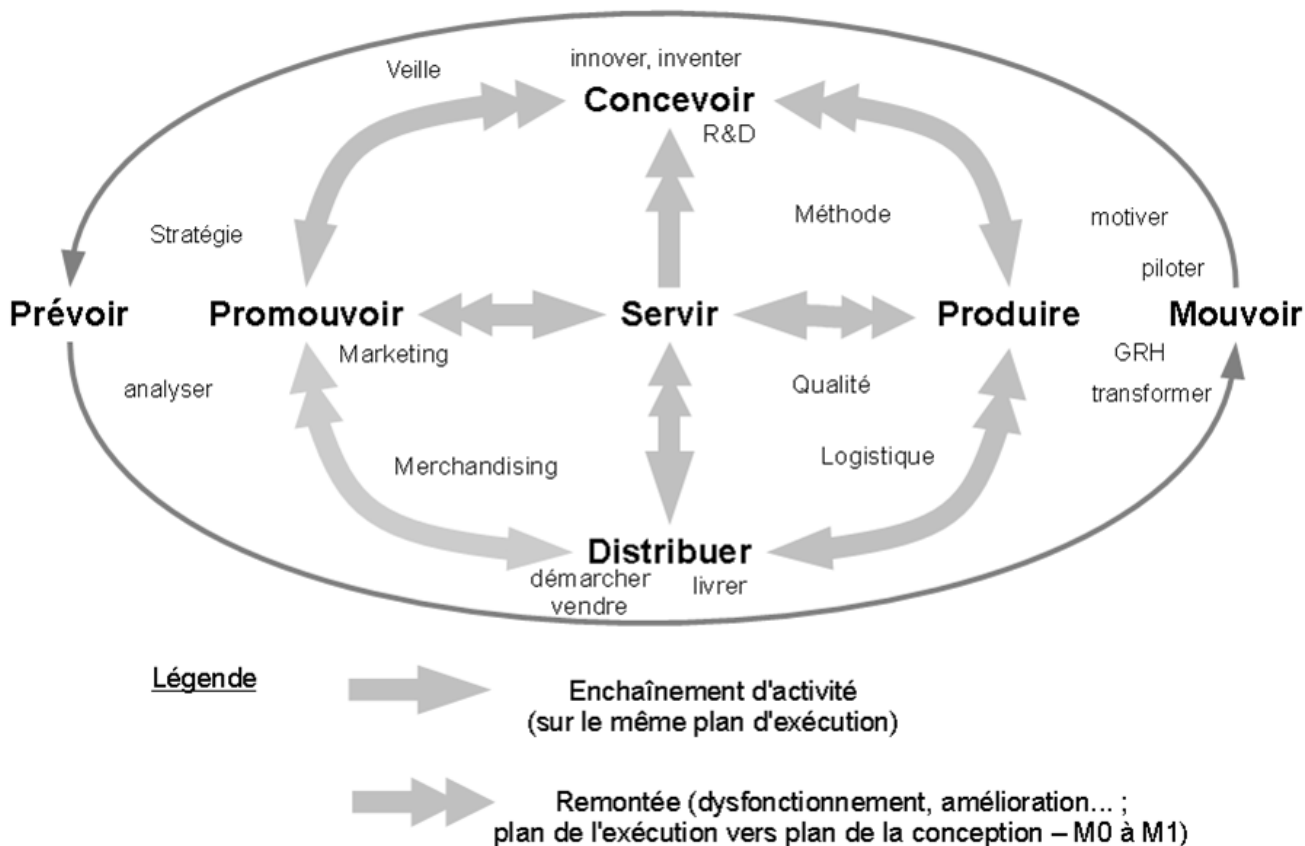 innover, inventer
Veille
Concevoir
R&D
Méthode
motiver
Stratégie
piloter
Prévoir
Promouvoir
Servir
Produire
Mouvoir
Marketing
GRH
analyser
Qualité
transformer
Merchandising
Logistique
Distribuer
démarcher
livrer
vendre
Légende
Enchaînement d'activité
(sur le même plan d'exécution)
Remontée (dysfonctionnement, amélioration... ;
plan de l'exécution vers plan de la conception – M0 à M1)